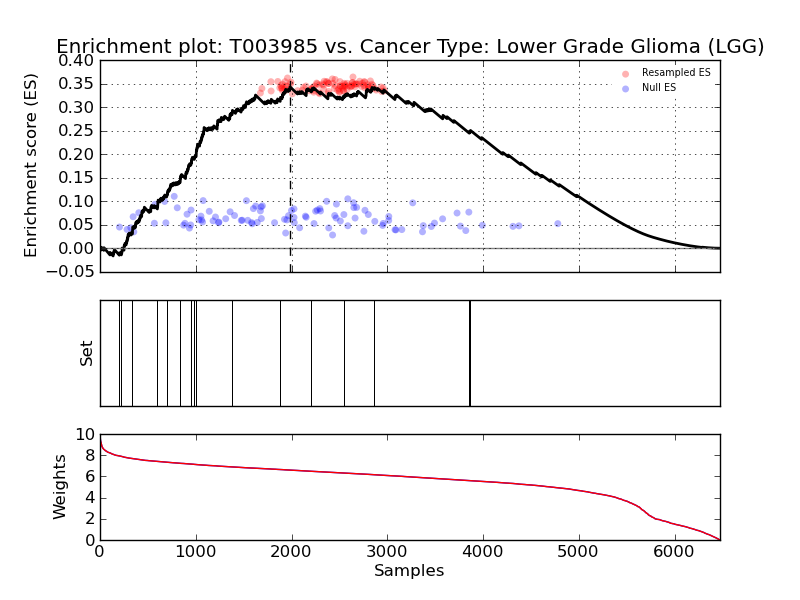 Enrichment plot: T003985 vs. Cancer Type: Lower Grade Glioma (LGG)
Enrichment score (ES)
0.40
0.35
0.30
0.25
0.20
0.15
0.10
0.05
0.00
−0.05
Resampled ES
Null ES
Set
Weights
10
8
6
4
2
0
0 1000 2000 3000 4000 5000 6000
Samples